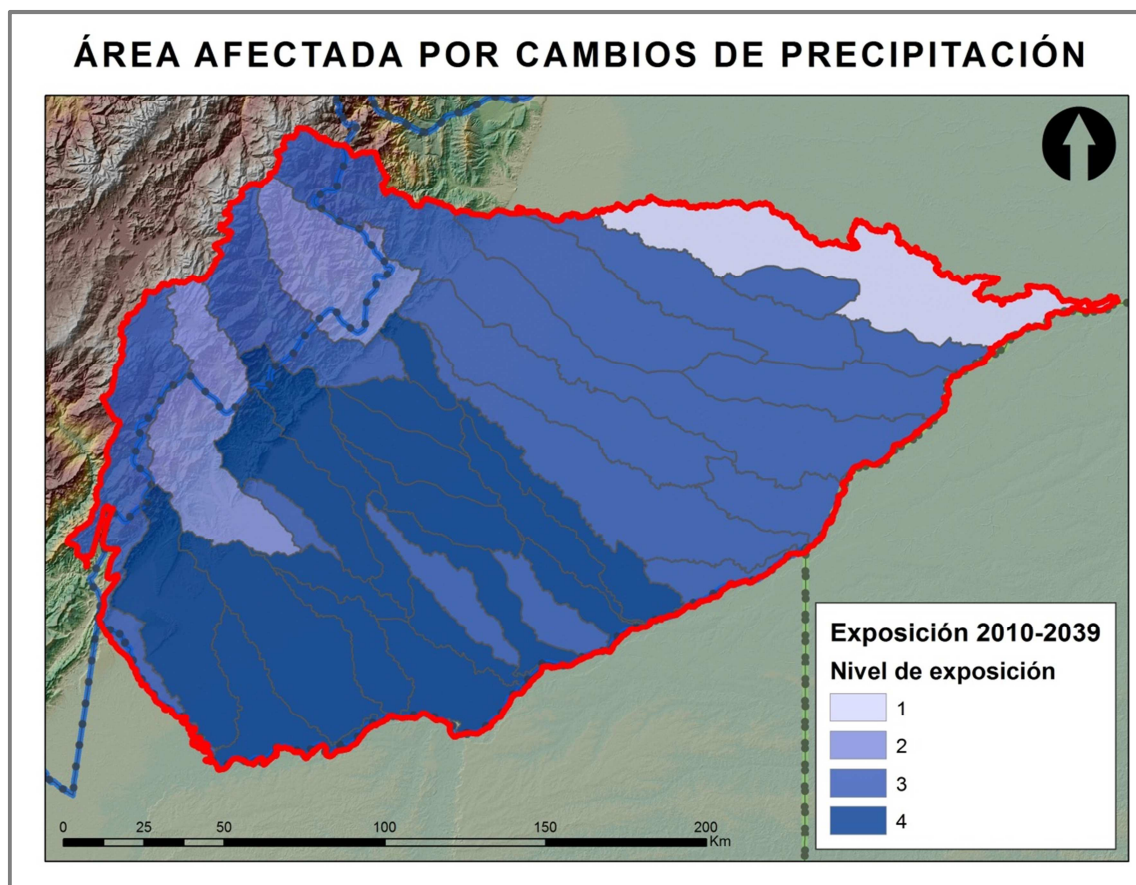 ÁREA AFECTADA POR CAMBIOS DE PRECIPITACIÓN
Exposición 2010-2039
Nivel de exposición
1
2
3
4
0 25 50 100 150 200
Km